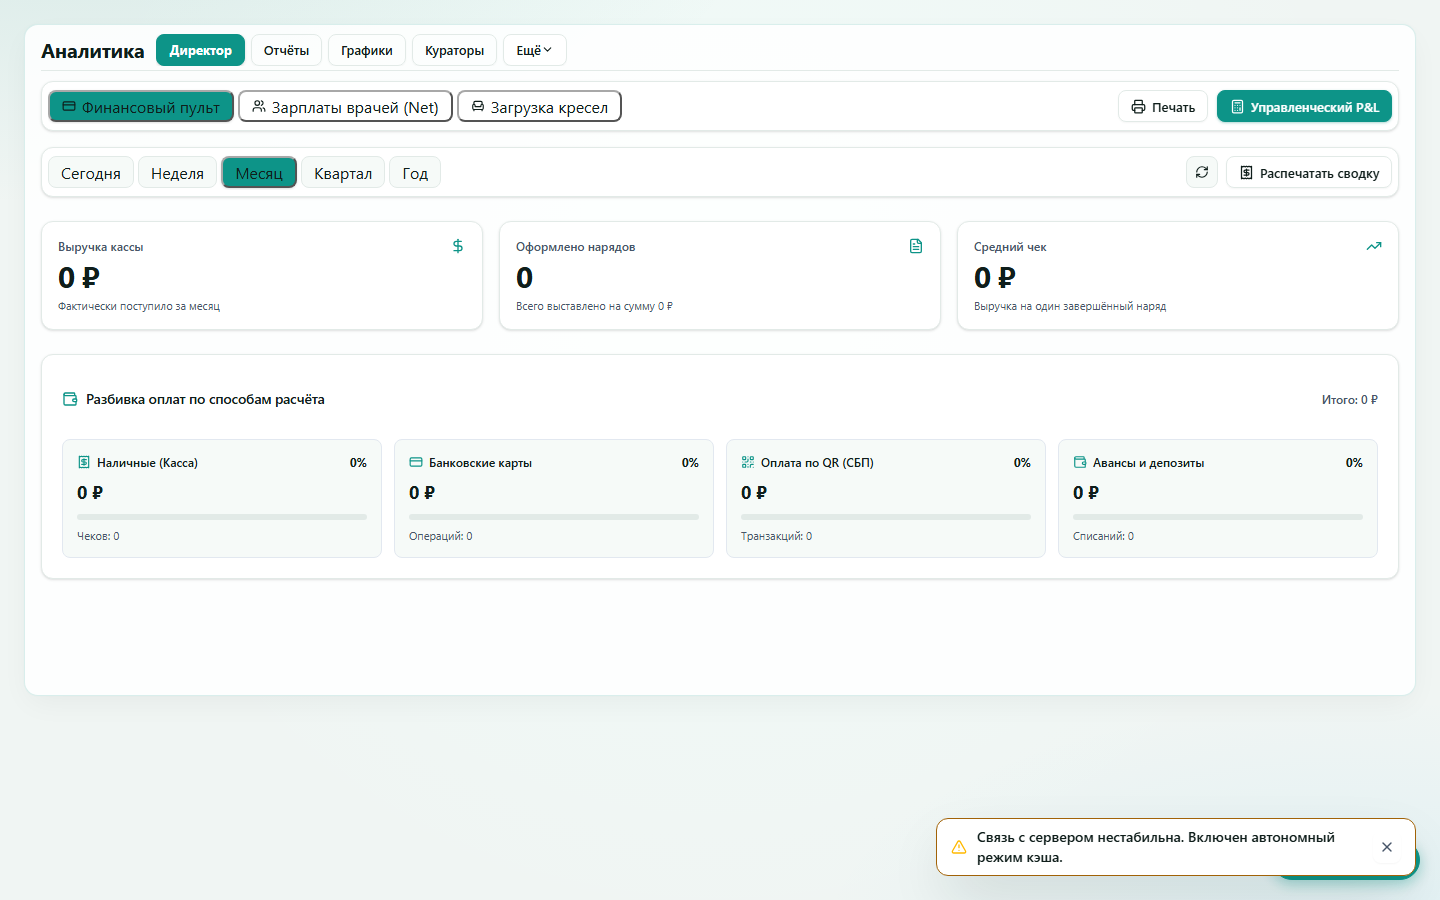 Аналитика
Директор
Отчёты
Графики
Кураторы
Ещё
Финансовый пульт
Зарплаты врачей (Net)
Загрузка кресел
Печать
Управленческий P&L
Сегодня
Неделя
Месяц
Квартал
Год
Распечатать сводку
Выручка кассы
0 ₽
Фактически поступило за месяц
Оформлено нарядов
0
Всего выставлено на сумму 0 ₽
Средний чек
0 ₽
Выручка на один завершённый наряд
Разбивка оплат по способам расчёта
Итого: 0 ₽
Наличные (Касса)
0%
0 ₽
Чеков: 0
Банковские карты
0%
0 ₽
Операций: 0
Оплата по QR (СБП)
0%
0 ₽
Транзакций: 0
Авансы и депозиты
0%
0 ₽
Списаний: 0
Связь с сервером нестабильна. Включен автономный
режим кэша.